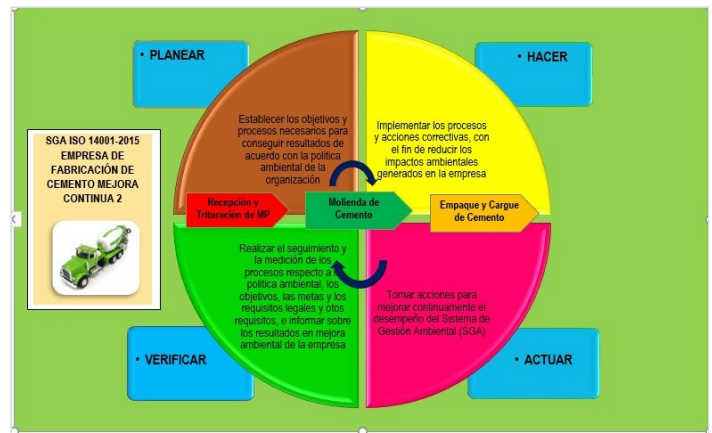 • PLANEAR
• HACER
SGA ISO 14001-2015
EMPRESA DE
FABRICACIÓN DE
CEMENTO MEJORA
CONTINUA 2
Establecer los objetivos y
procesos necesarios para
conseguir resultados de
acuerdo con la política
ambiental de la
organización
Implementar los procesos
y acciones correctivas, con
el fin de reducir los
impactos ambientales
generados en la empresa
Recepción y
Trituración de MP
Molienda de
Cemento
Empaque y Cargue
de Cemento
Realizar el seguimiento y
la medición de los
procesos respecto a la
política ambiental, los
objetivos, las metas y los
requisitos legales y otos
requisitos, e informar sobre
los resultados en mejora
ambiental de la empresa
Tomar acciones para
mejorar continuamente el
desempeño del Sistema de
Gestión Ambiental (SGA)
• VERIFICAR
• ACTUAR